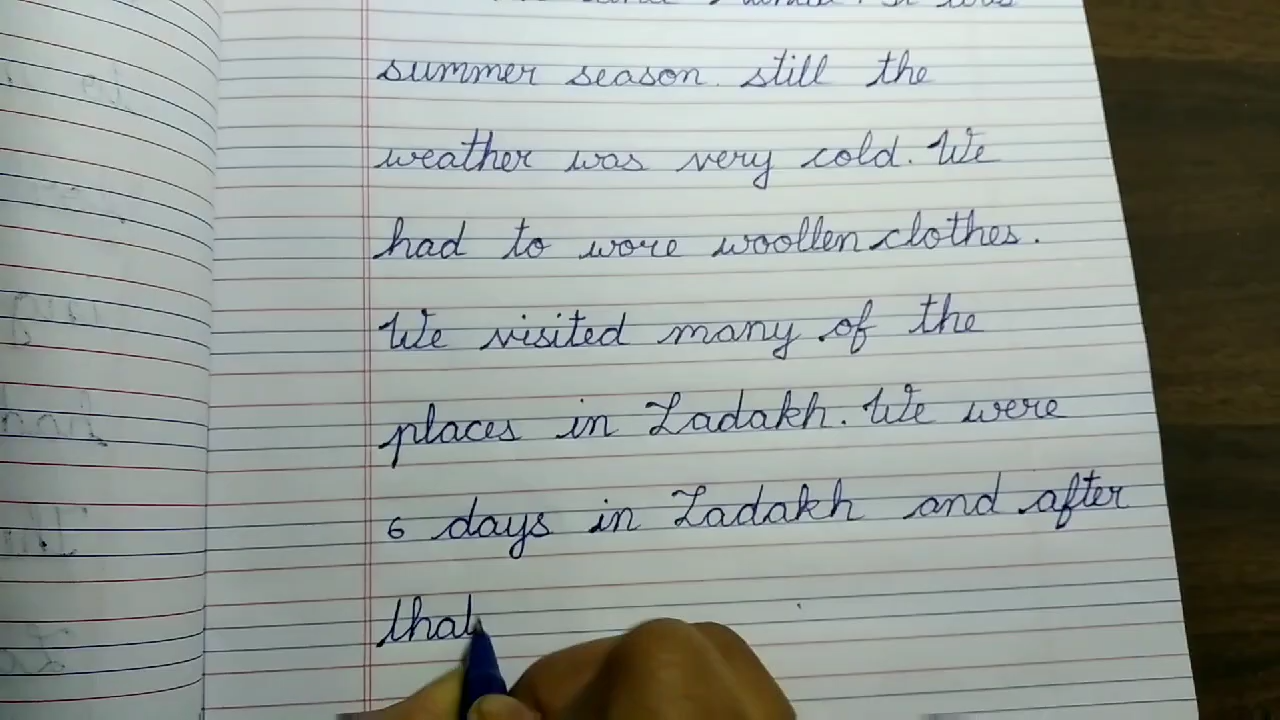 summer season still the
weather was very cold. We
had to wore woollen clothes.
We visited many of the
places in Ladakh. We were
6 days in Ladakh and after
that